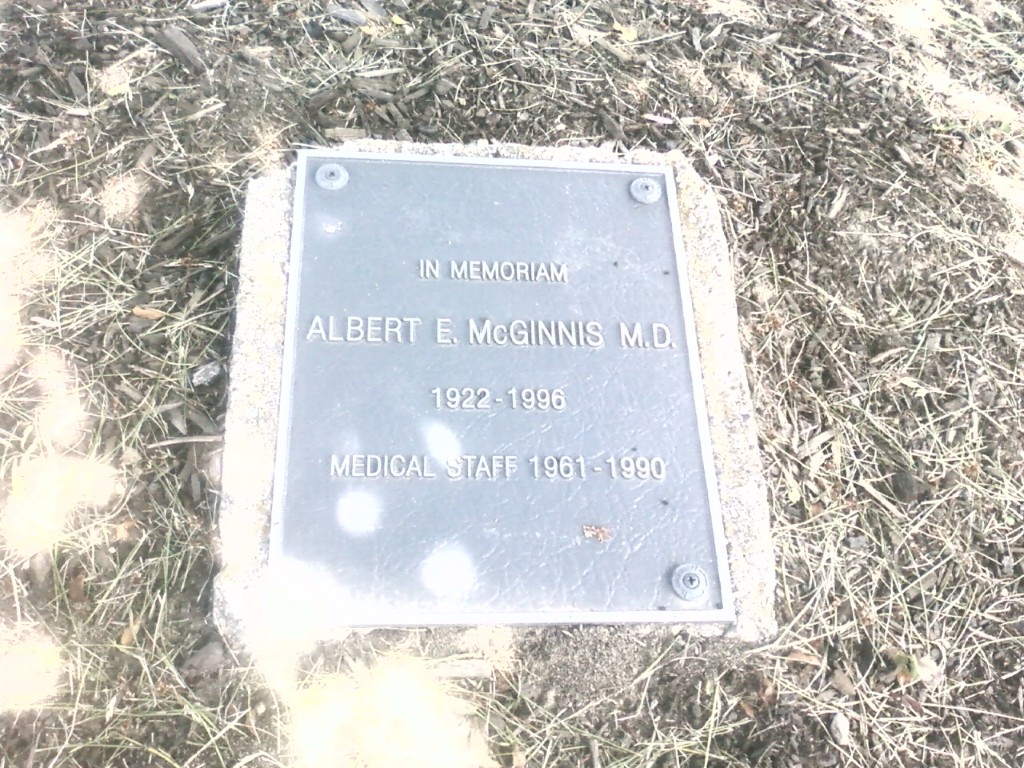 IN MEMORIAM
ALBERT E. McGINNIS M.D.
1922-1996
MEDICAL STAFF 1961-1990